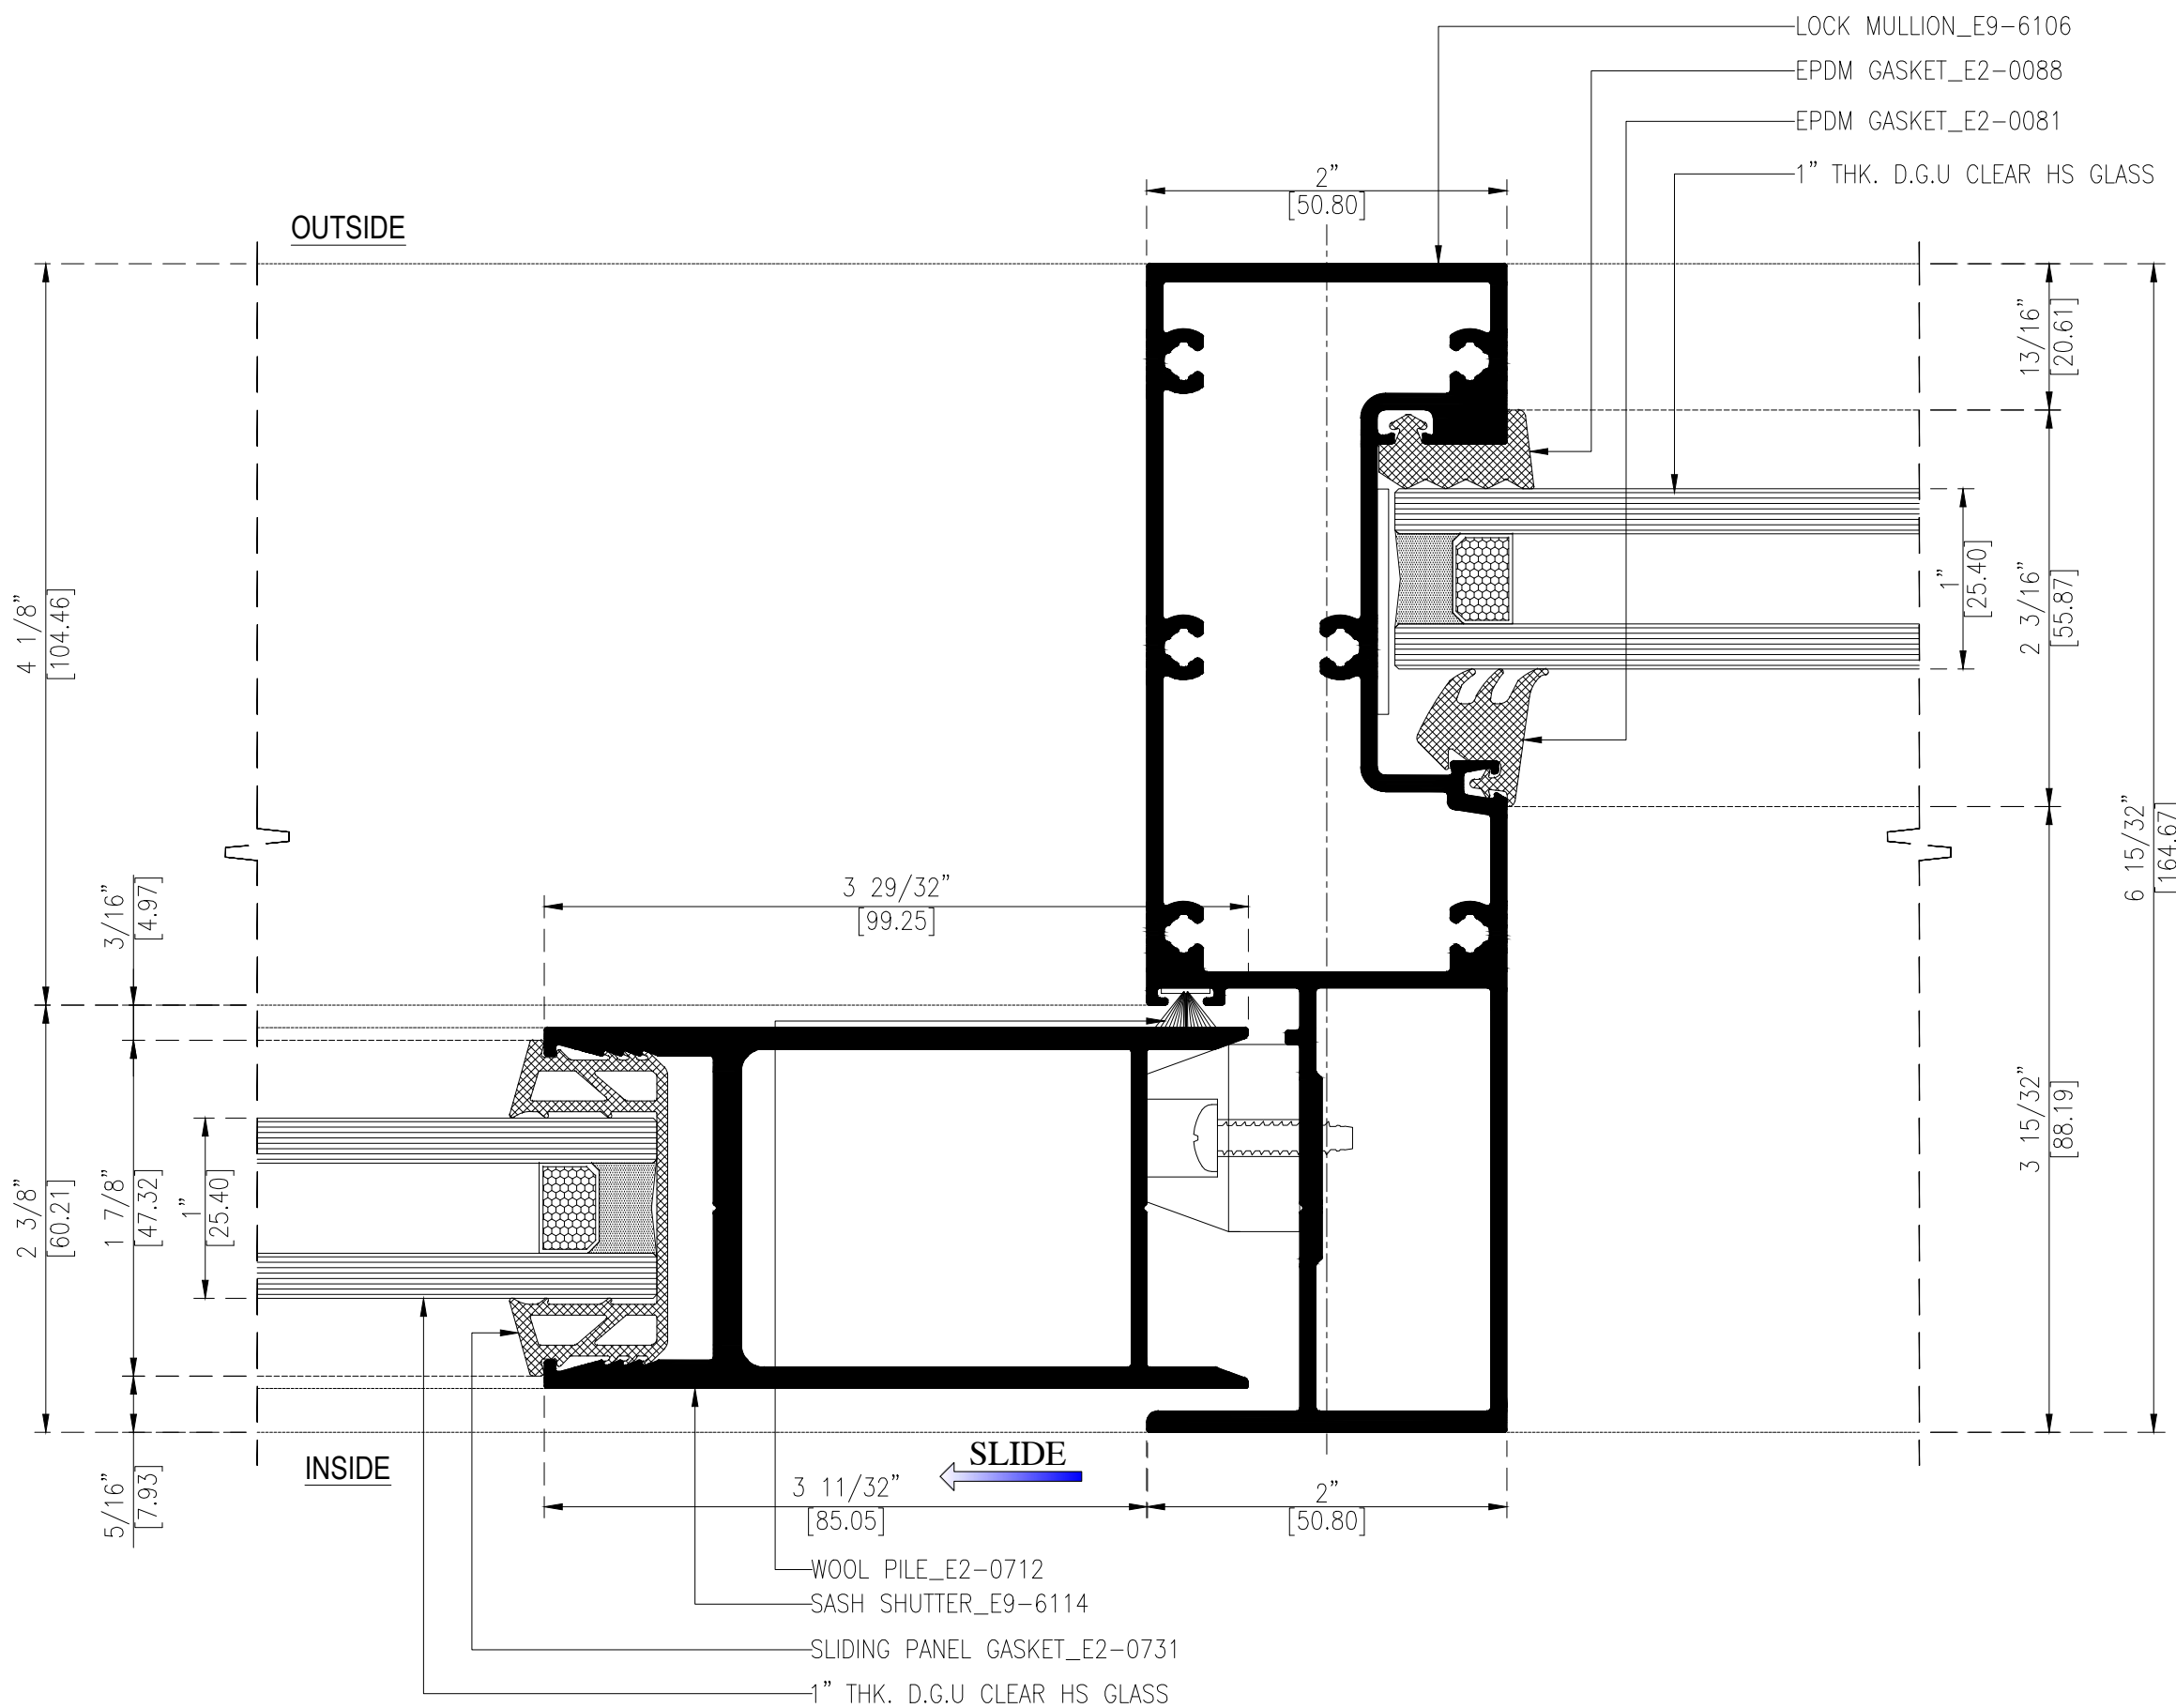 LOCK MULLION_E9-6106
EPDM GASKET_E2-0088
EPDM GASKET_E2-0081
1” THK. D.G.U CLEAR HS GLASS
2”
[50.80]
OUTSIDE
13/16”
[20.61]
4 1/8”
[104.46]
1”
[25.40]
2 3/16”
[55.87]
6 15/32”
[164.67]
3/16”
[4.97]
3 29/32”
[99.25]
2 3/8”
[60.21]
1 7/8”
[47.32]
1”
[25.40]
3 15/32”
[88.19]
INSIDE
SLIDE
5/16”
[7.93]
3 11/32”
[85.05]
2”
[50.80]
WOOL PILE_E2-0712
SASH SHUTTER_E9-6114
SLIDING PANEL GASKET_E2-0731
1” THK. D.G.U CLEAR HS GLASS